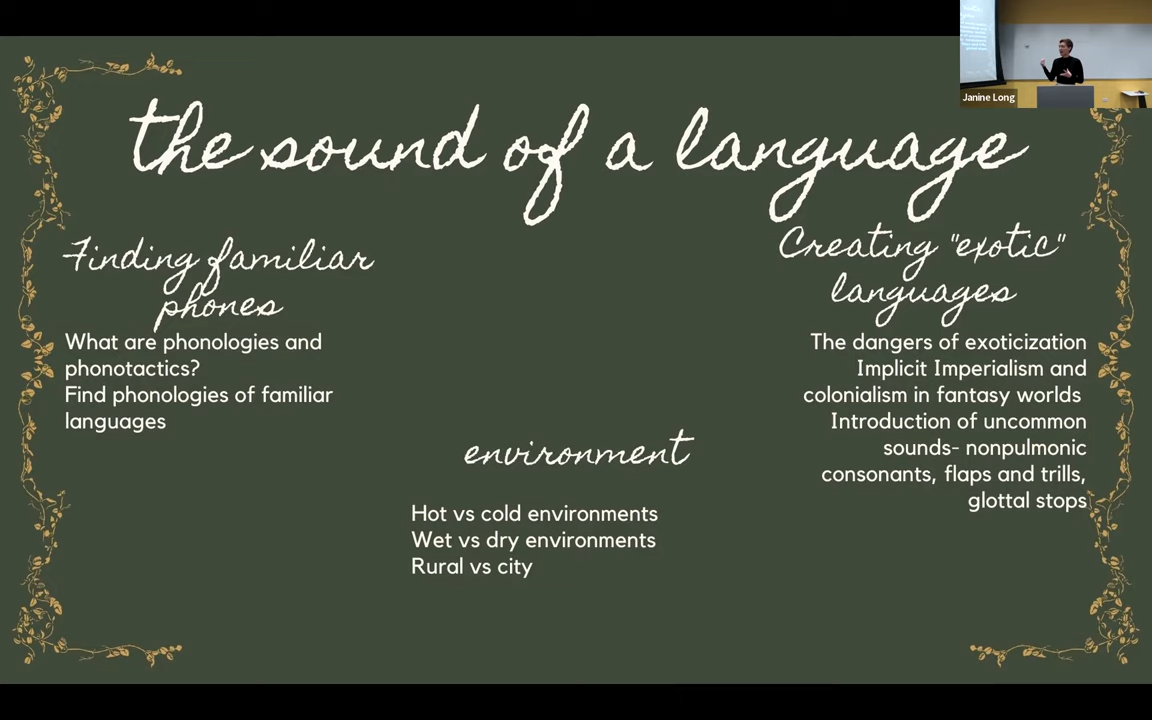 the sound of a language
Finding familiar
phones
What are phonologies and
phonotactics?
Find phonologies of familiar
languages
environment
Hot vs cold environments
Wet vs dry environments
Rural vs city
Creating "exotic"
languages
The dangers of exoticization
Implicit Imperialism and
colonialism in fantasy worlds
Introduction of uncommon
sounds- nonpulmonic
consonants, flaps and trills,
glottal stops
Janine Long